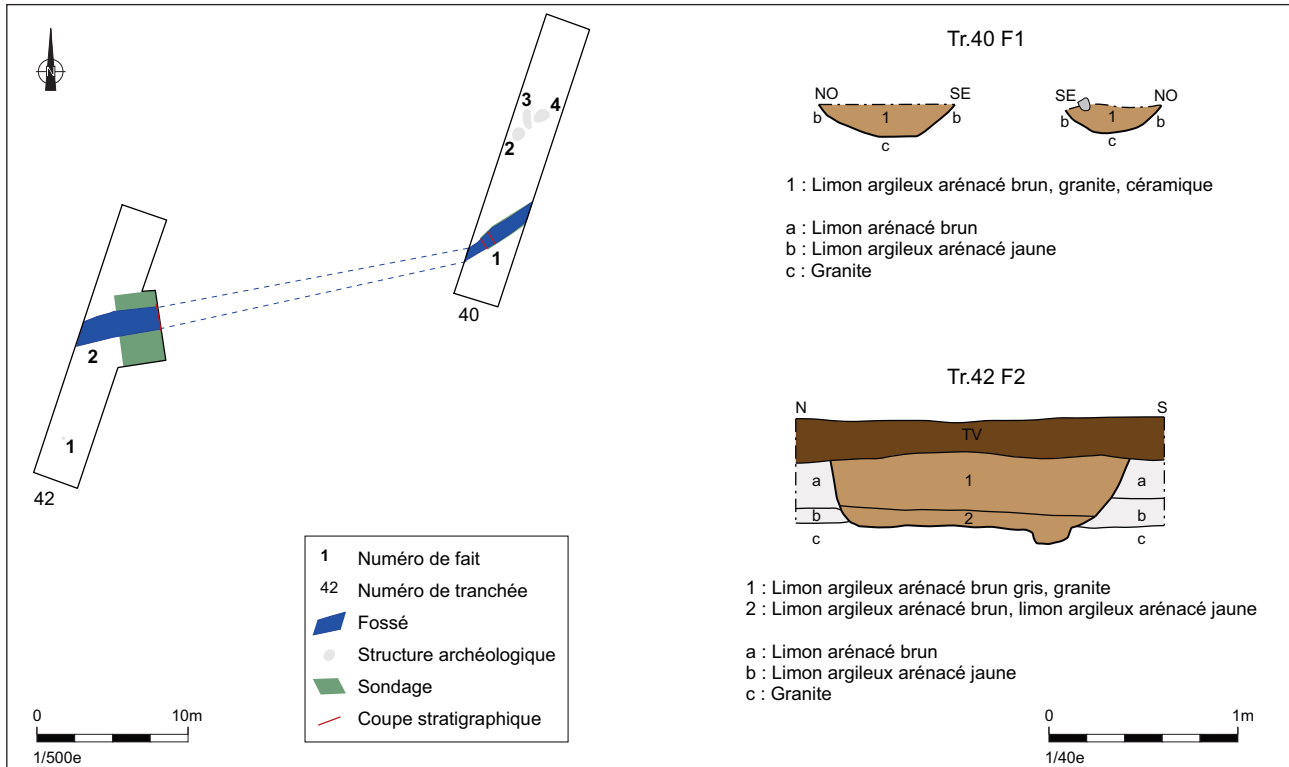 N
3
4
2
1
40
2
1
42
1 Numéro de fait
42 Numéro de tranchée
Fossé
Structure archéologique
Sondage
Coupe stratigraphique
0 10m
1/500e
Tr.40 F1
NO SE
b 1 b
c
SE NO
b 1 b
c
1 : Limon argileux arénacé brun, granite, céramique
a : Limon arénacé brun
b : Limon argileux arénacé jaune
c : Granite
Tr.42 F2
N S
TV
a 1 a
b 2 b
c c
1 : Limon argileux arénacé brun gris, granite
2 : Limon argileux arénacé brun, limon argileux arénacé jaune
a : Limon arénacé brun
b : Limon argileux arénacé jaune
c : Granite
0 1m
1/40e